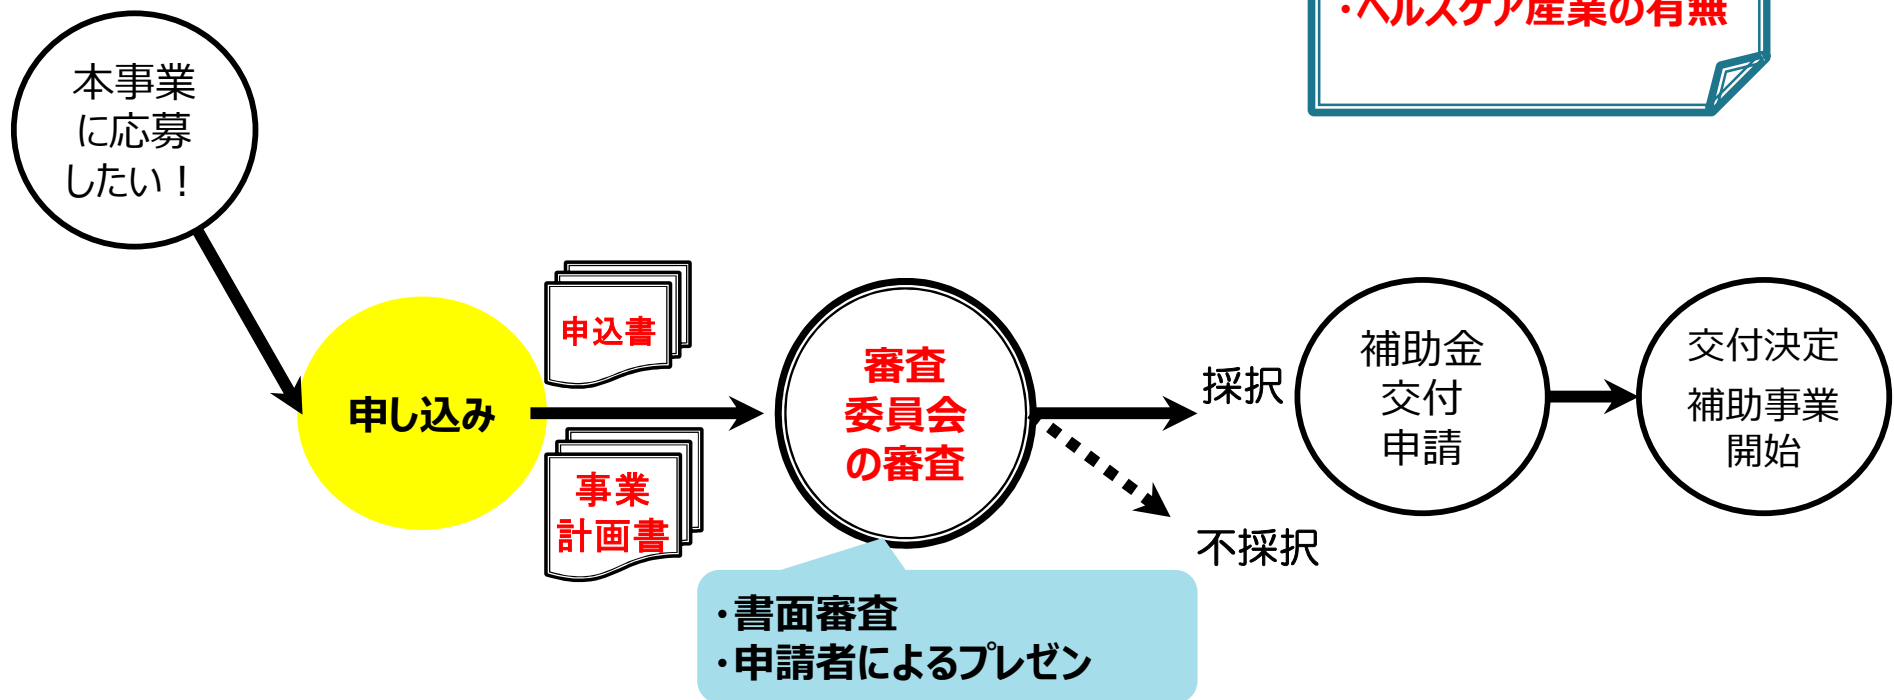 ・ヘルスケア産業の有無
本事業
に応募
したい！
申し込み
申込書
事業
計画書
審査
委員会
の審査
・書面審査
・申請者によるプレゼン
採択
不採択
補助金
交付
申請
交付決定
補助事業
開始